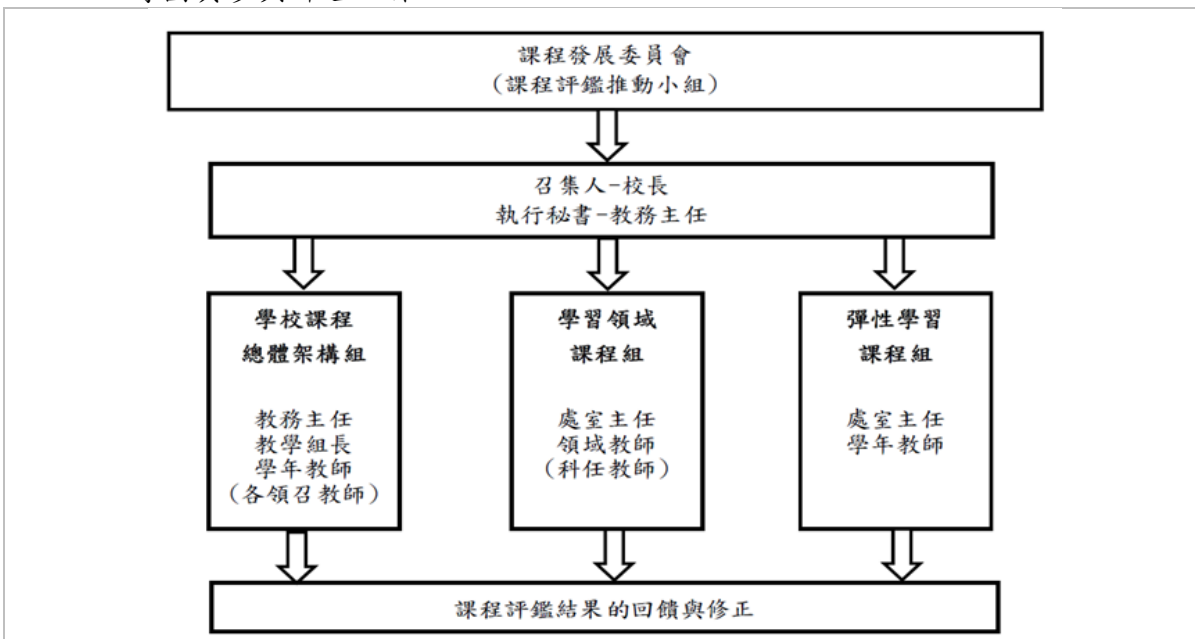 課程發展委員會
（課程評鑑推動小組）
召集人-校長
執行秘書-教務主任
學校課程
總體架構組
教務主任
教學組長
學年教師
（各領召教師）
學習領域
課程組
處室主任
領域教師
（科任教師）
彈性學習
課程組
處室主任
學年教師
課程評鑑結果的回饋與修正